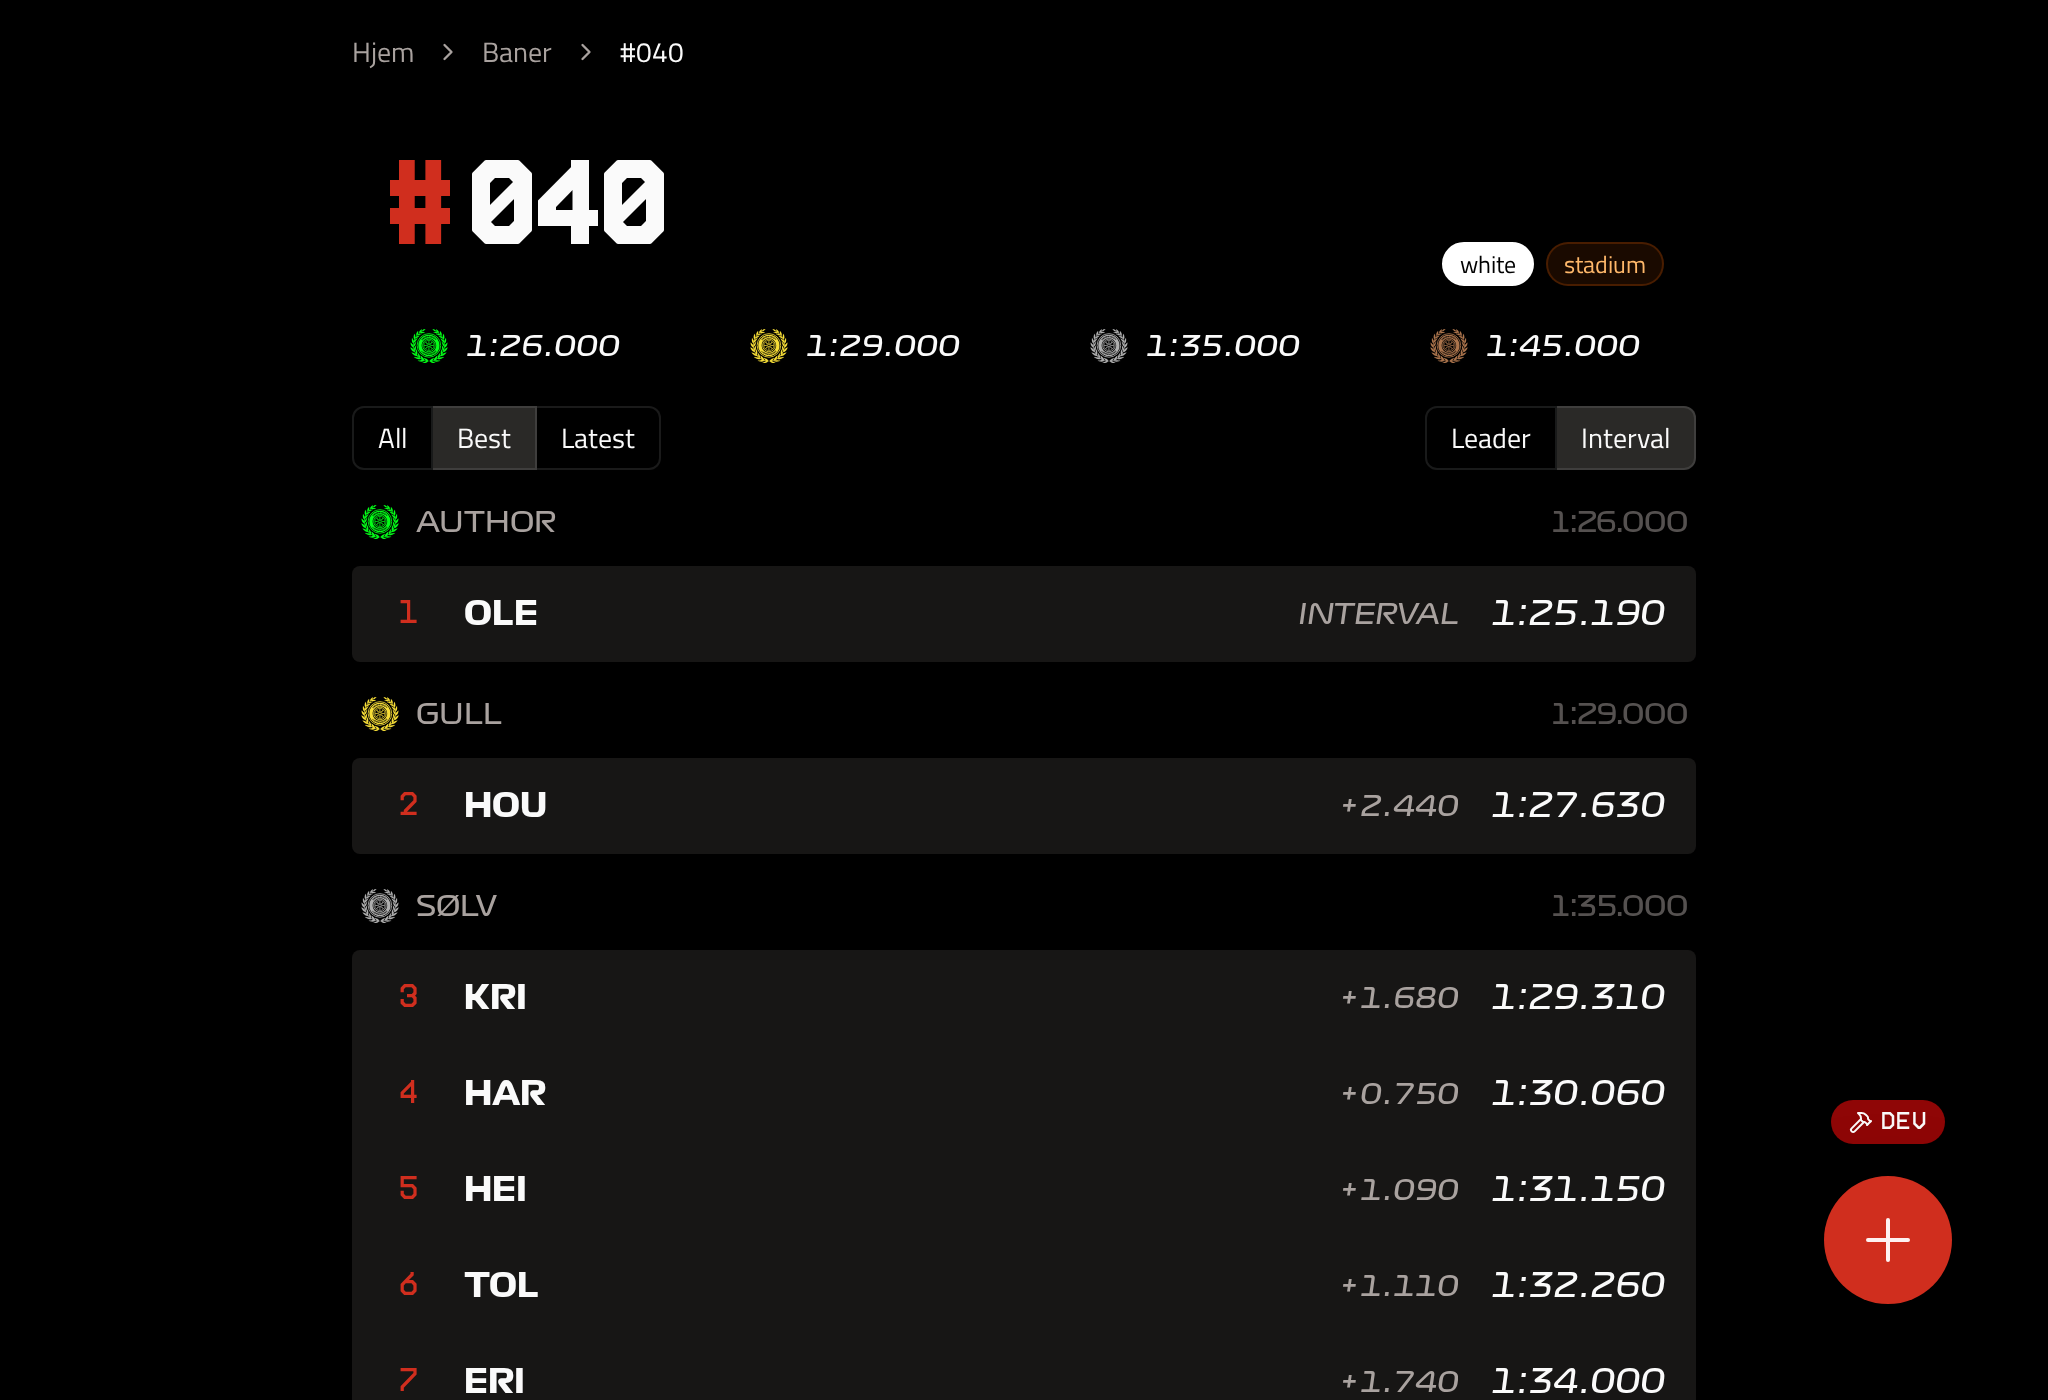 Hjem > Baner > #040
#040
white stadium
1:26.000 1:29.000 1:35.000 1:45.000
All Best Latest Leader Interval
AUTHOR 1:26.000
1 OLE INTERVAL 1:25.190
GULL 1:29.000
2 HOU +2.440 1:27.630
SØLV 1:35.000
3 KRI +1.680 1:29.310
4 HAR +0.750 1:30.060
DEV
5 HEI +1.090 1:31.150
6 TOL +1.110 1:32.260
7 ERI +1.740 1:34.000